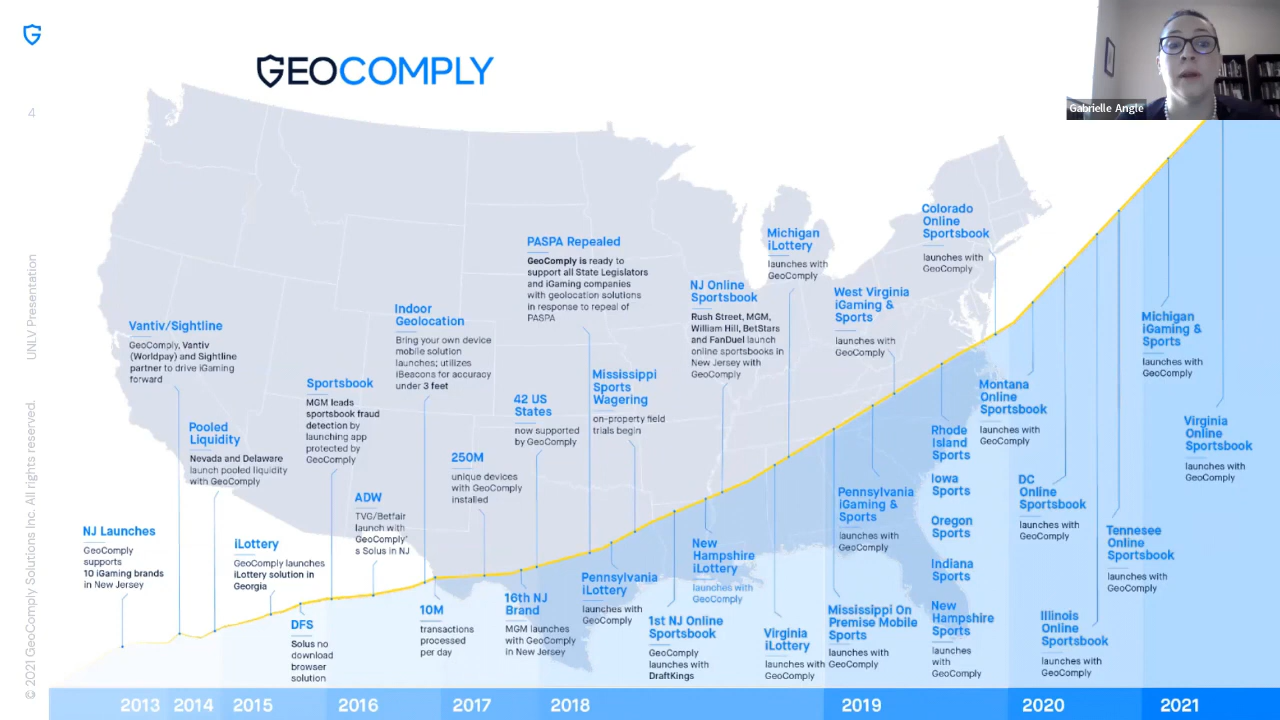 GEOCOMPLY
Gabrielle Angle
4
UNLV Presentation
© 2021 GeoComply Solutions Inc. All rights reserved.
NJ Launches
GeoComply
supports
10 iGaming brands
in New Jersey
Vantiv/Sightline
GeoComply, Vantiv
(Worldpay) and Sightline
partner to drive iGaming
forward
Pooled
Liquidity
Nevada and Delaware
launch pooled liquidity
with GeoComply
iLottery
GeoComply launches
iLottery solution in
Georgia
DFS
Solus no
download
browser
solution
Sportsbook
MGM leads
sportsbook fraud
detection by
launching app
protected by
GeoComply
ADW
TVG/Betfair
launch with
GeoComply'
s Solus in NJ
Indoor
Geolocation
Bring your own device
mobile solution
launches; utilizes
iBeacons for accuracy
under 3 feet
10M
transactions
processed
per day
250M
unique devices
with GeoComply
installed
16th NJ
Brand
MGM launches
with GeoComply
in New Jersey
42 US
States
now supported
by GeoComply
PASPA Repealed
GeoComply is ready to
support all State Legislators
and iGaming companies
with geolocation solutions
in response to repeal of
PASPA
Pennsylvania
iLottery
launches with
GeoComply
Mississippi
Sports
Wagering
on-property field
trials begin
1st NJ Online
Sportsbook
GeoComply
launches with
DraftKings
New
Hampshire
iLottery
launches with
GeoComply
NJ Online
Sportsbook
Rush Street, MGM,
William Hill, BetStars
and FanDuel launch
online sportsbooks in
New Jersey with
GeoComply
Virginia
iLottery
launches with
GeoComply
Michigan
iLottery
launches with
GeoComply
Mississippi On
Premise Mobile
Sports
launches with
GeoComply
Pennsylvania
iGaming &
Sports
launches with
GeoComply
West Virginia
iGaming &
Sports
launches with
GeoComply
Rhode
Island
Sports
Iowa
Sports
Oregon
Sports
Indiana
Sports
New
Hampshire
Sports
launches
with
GeoComply
Colorado
Online
Sportsbook
launches with
GeoComply
Montana
Online
Sportsbook
launches with
GeoComply
DC
Online
Sportsbook
launches with
GeoComply
Illinois
Online
Sportsbook
launches with
GeoComply
Tennesee
Online
Sportsbook
launches with
GeoComply
Michigan
iGaming &
Sports
launches with
GeoComply
Virginia
Online
Sportsbook
launches with
GeoComply
2013 2014 2015 2016 2017 2018 2019 2020 2021